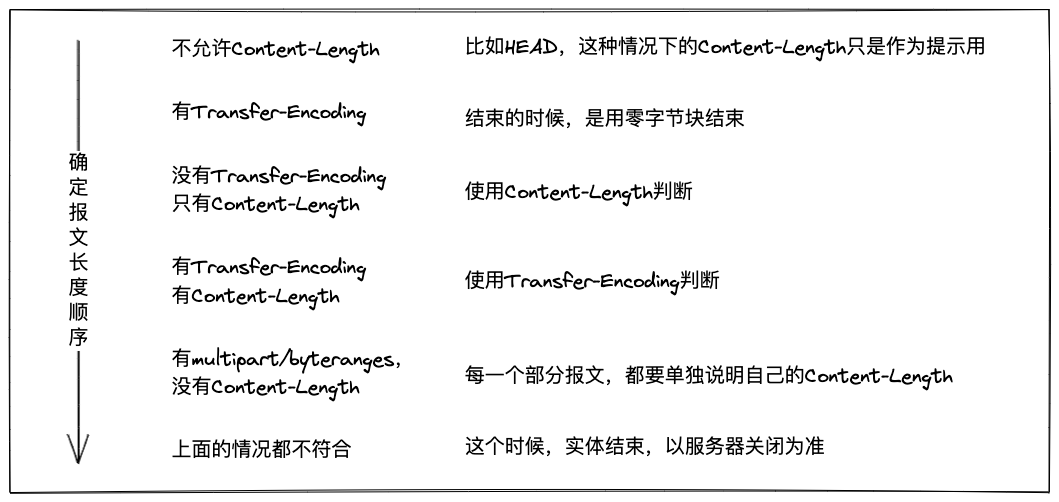 确定报文长度顺序
不允许Content-Length
比如HEAD，这种情况下的Content-Length只是作为提示用
有Transfer-Encoding
结束的时候，是用零字节块结束
没有Transfer-Encoding
只有Content-Length
使用Content-Length判断
有Transfer-Encoding
有Content-Length
使用Transfer-Encoding判断
有multipart/byteranges，
没有Content-Length
每一个部分报文，都要单独说明自己的Content-Length
上面的情况都不符合
这个时候，实体结束，以服务器关闭为准